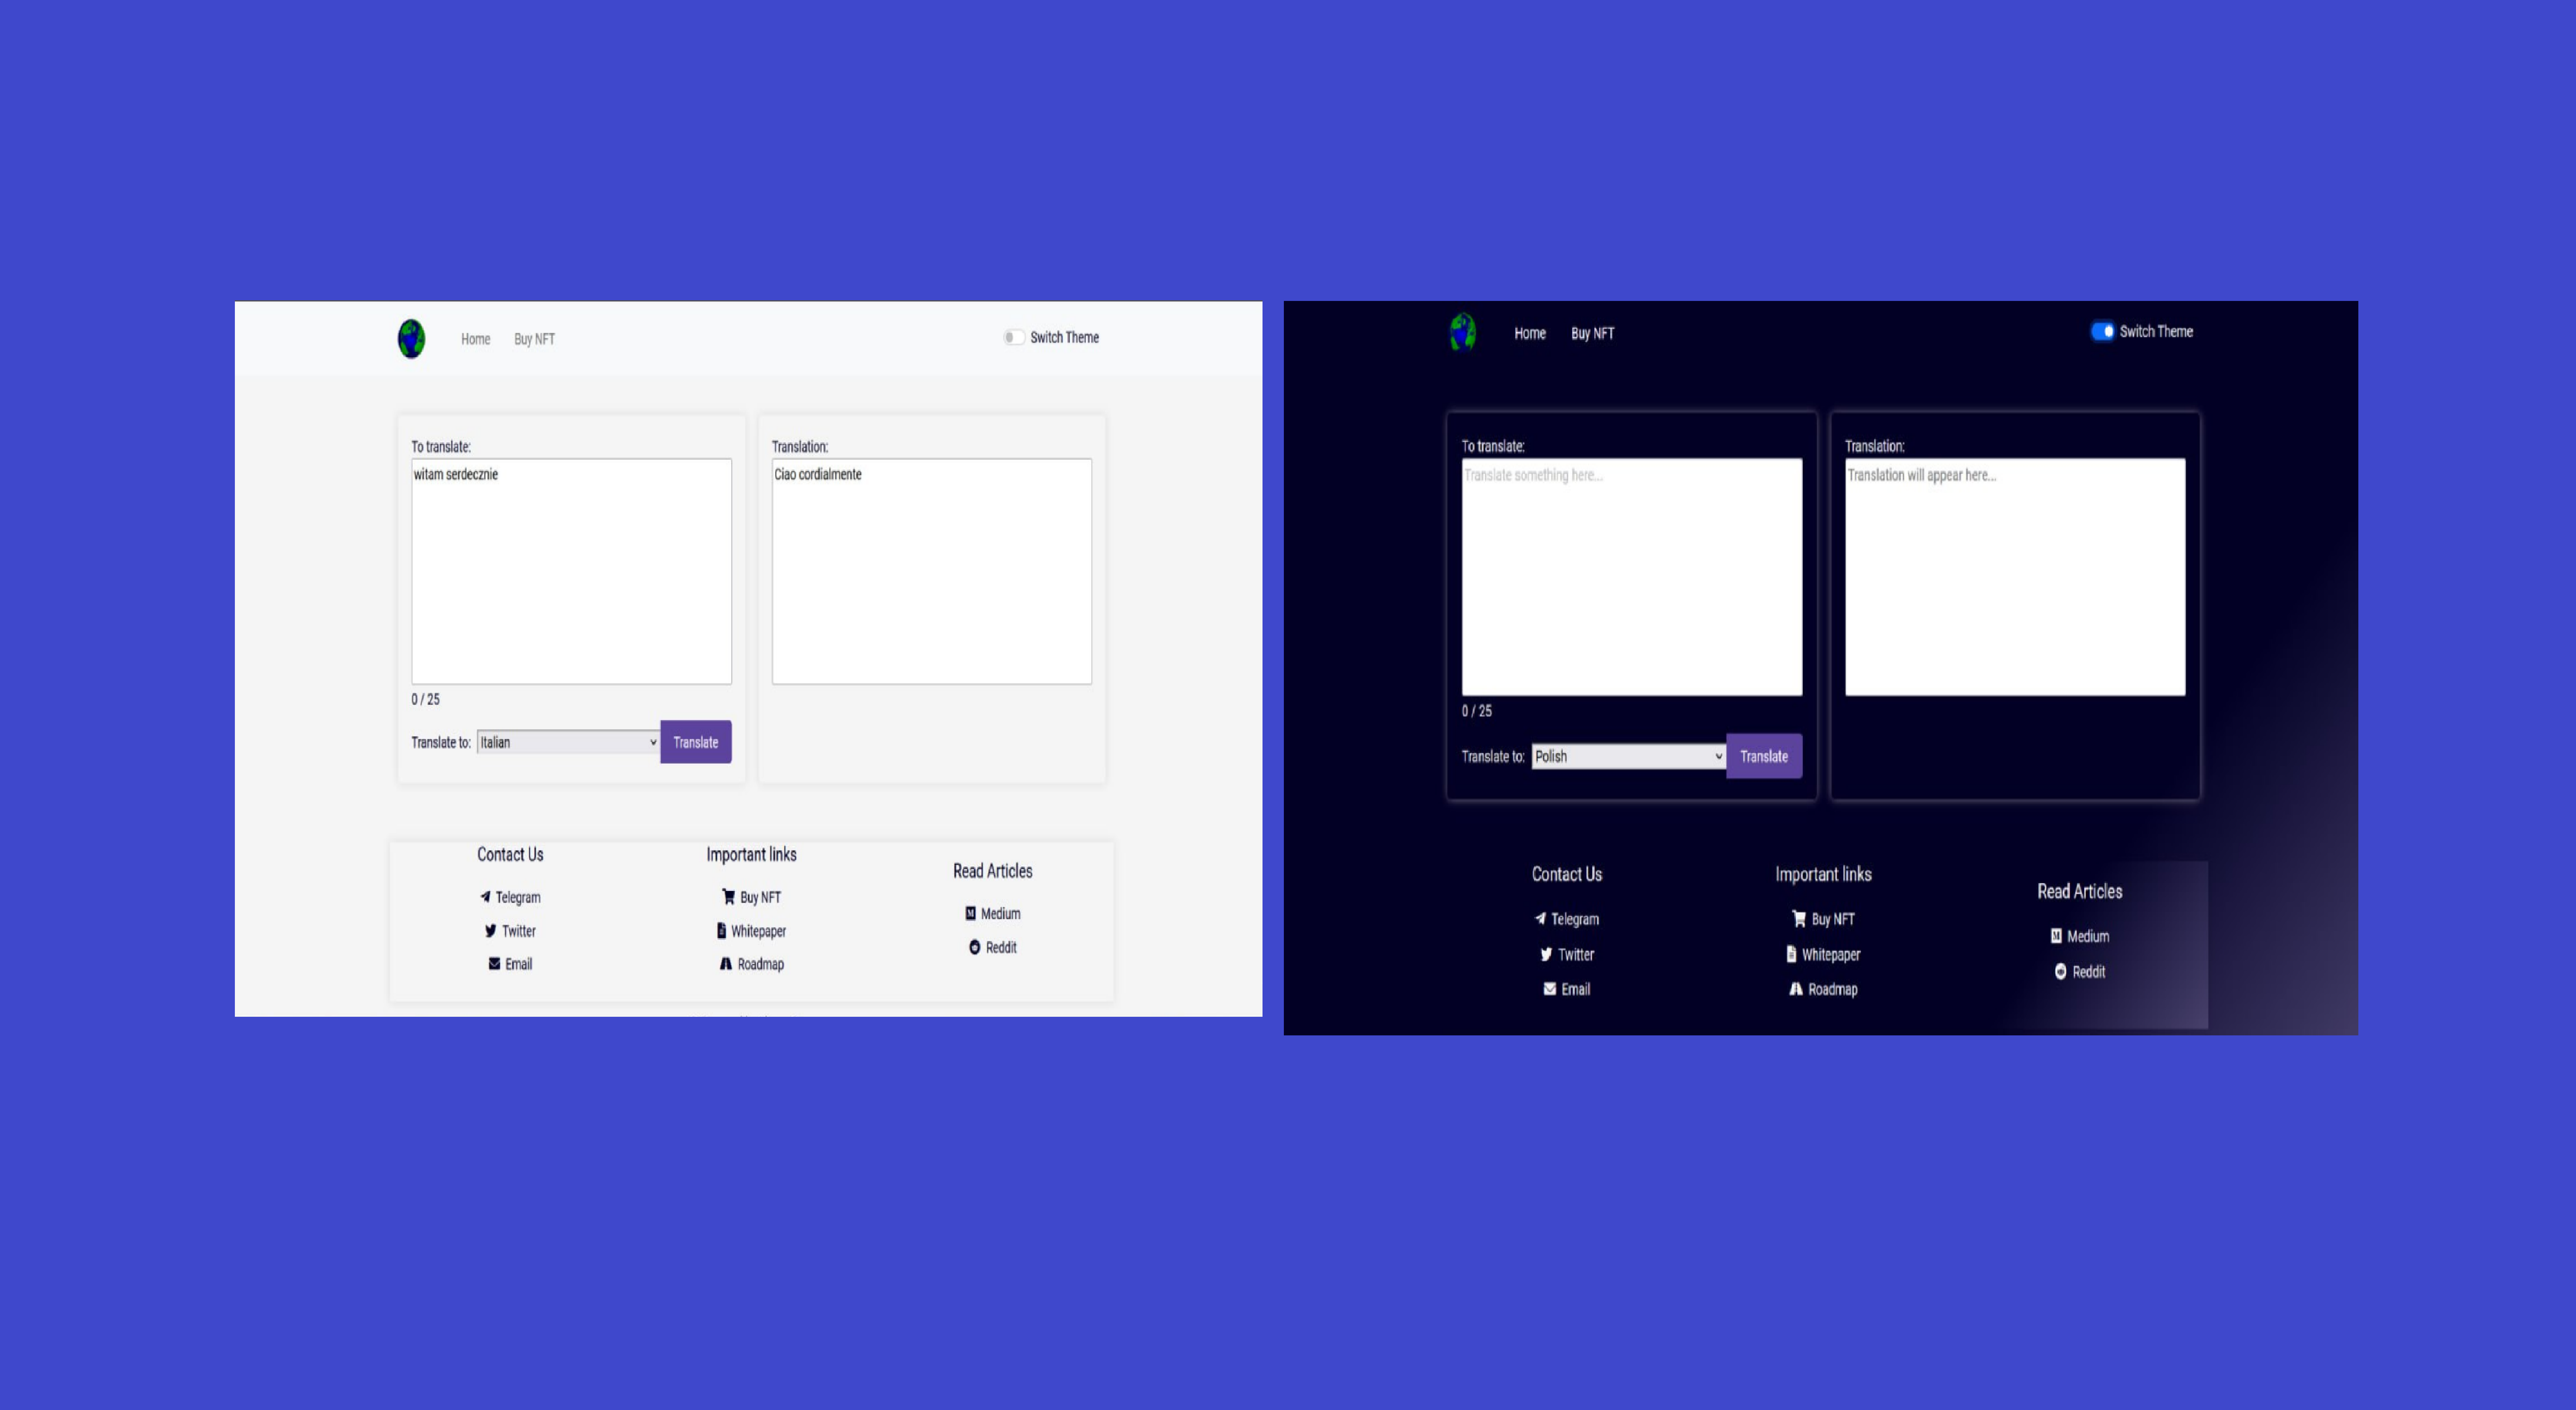 Home Buy NFT Switch Theme
To translate:
witam serdecznie
0 / 25
Translate to: Italian Translate
Translation:
Ciao cordialmente
Contact Us
Telegram
Twitter
Email
Important links
Buy NFT
Whitepaper
Roadmap
Read Articles
Medium
Reddit
Home Buy NFT Switch Theme
To translate:
Translate something here...
0 / 25
Translate to: Polish Translate
Translation:
Translation will appear here...
Contact Us
Telegram
Twitter
Email
Important links
Buy NFT
Whitepaper
Roadmap
Read Articles
Medium
Reddit